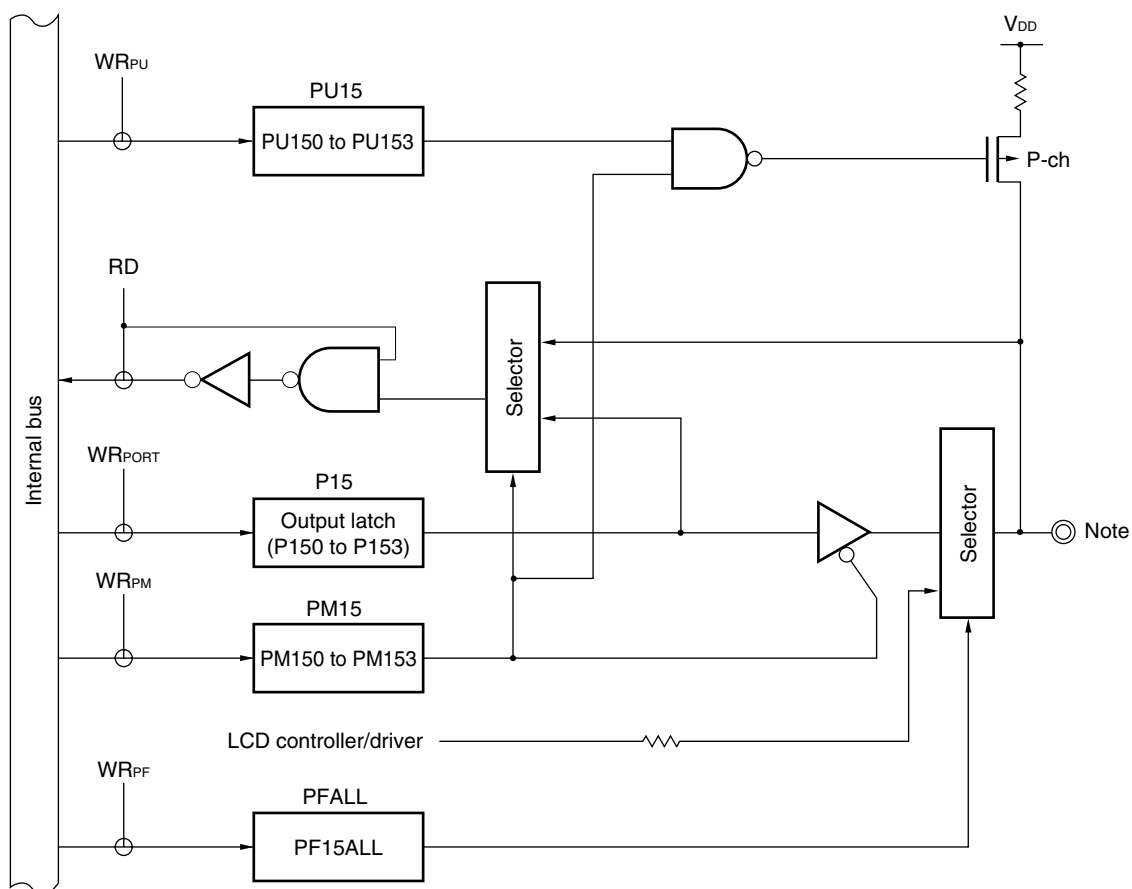 VDD
WRPU
PU15
PU150 to PU153
P-ch
RD
Selector
Internal bus
WRPORT
P15
Output latch
(P150 to P153)
Selector
Note
WRPM
PM15
PM150 to PM153
LCD controller/driver
WRPF
PFALL
PF15ALL